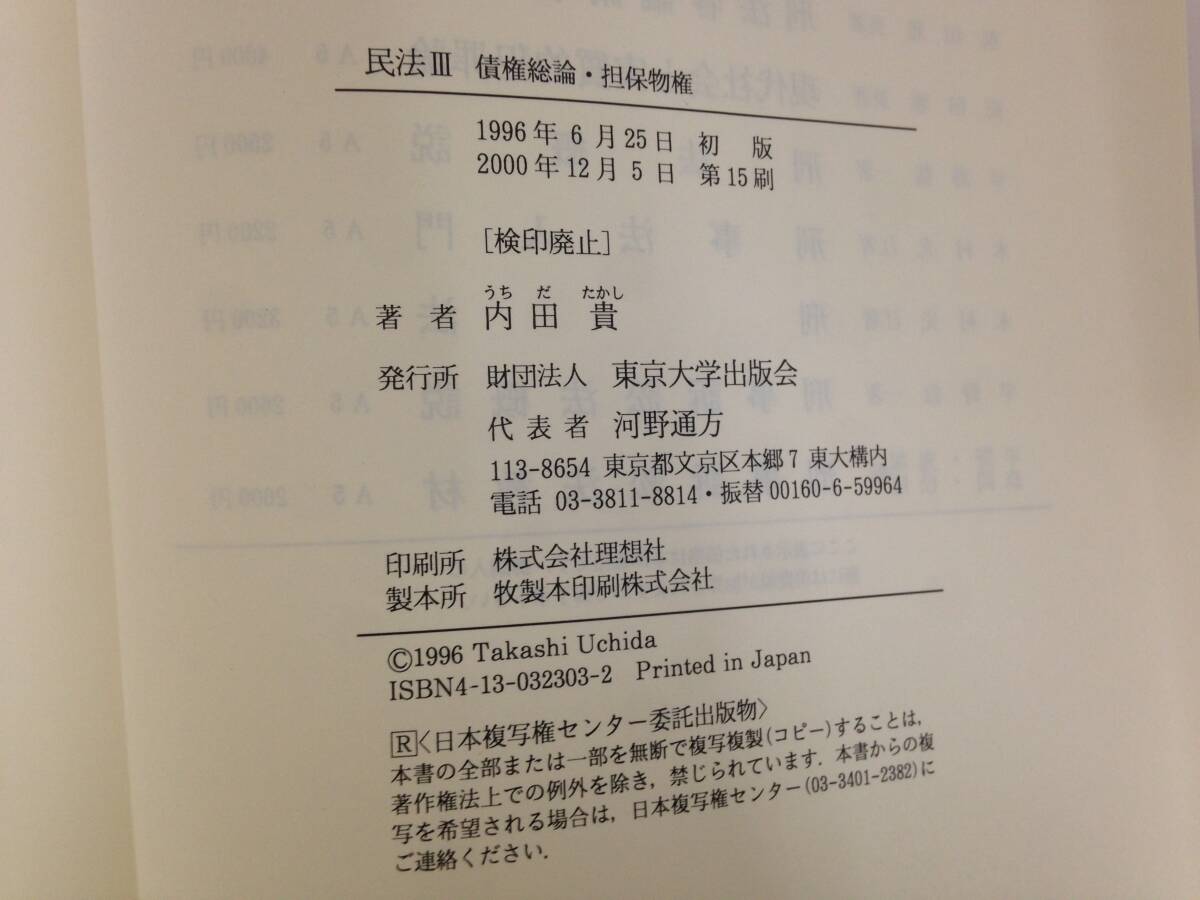 民法Ⅲ 債権総論・担保物権
1996年6月25日 初 版
2000年12月5日 第15刷
［検印廃止］
うち だ たかし
著 者 内 田 貴
発行所 財団法人 東京大学出版会
代表者 河野通方
113-8654 東京都文京区本郷7 東大構内
電話 03-3811-8814・振替 00160-6-59964
印刷所 株式会社理想社
製本所 牧製本印刷株式会社
©1996 Takashi Uchida
ISBN4-13-032303-2 Printed in Japan
R〈日本複写権センター委託出版物〉
本書の全部または一部を無断で複写複製（コピー）することは，
著作権法上での例外を除き，禁じられています．本書からの複
写を希望される場合は，日本複写権センター（03-3401-2382）に
ご連絡ください．